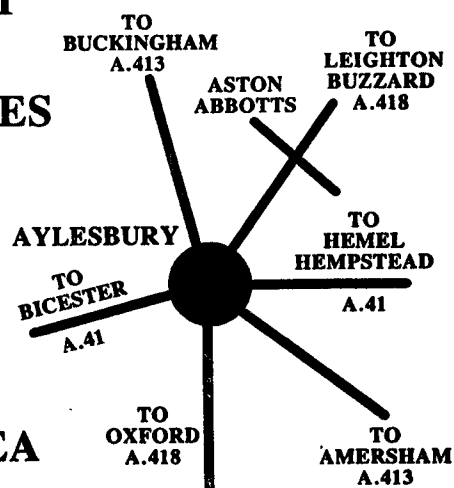 TO
BUCKINGHAM
A.413
TO
LEIGHTON
BUZZARD
A.418
ASTON
ABBOTTS
ES
AYLESBURY
TO
HEMEL
HEMPSTEAD
A.41
TO
BICESTER
A.41
TO
OXFORD
A.418
TO
AMERSHAM
A.413